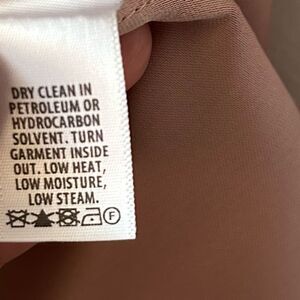 DRY CLEAN IN
PETROLEUM OR
HYDROCARBON
SOLVENT. TURN
GARMENT INSIDE
OUT. LOW HEAT,
LOW MOISTURE,
LOW STEAM.
F